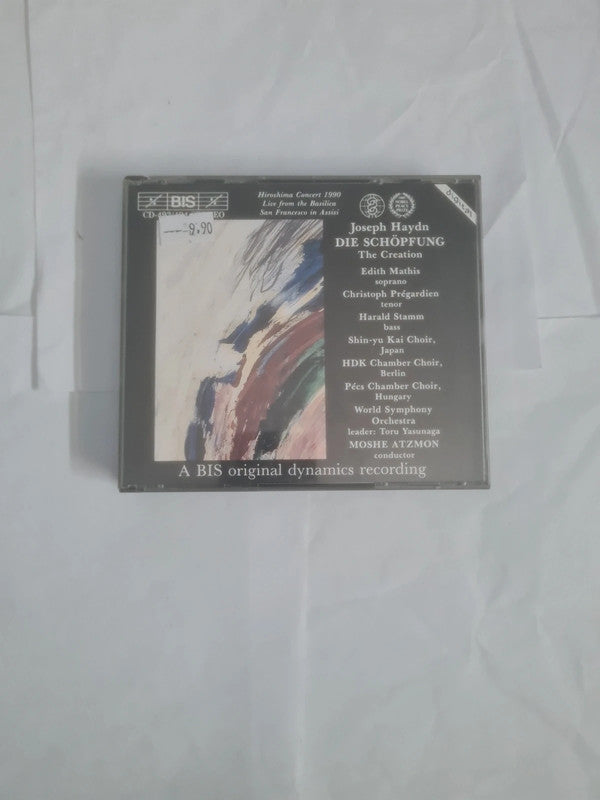 BIS
Hiroshima Concert 1990
Live from the Basilica
San Francesco in Assisi
9.90
Joseph Haydn
DIE SCHÖPFUNG
The Creation
Edith Mathis
soprano
Christoph Prégardien
tenor
Harald Stamm
bass
Shin-yu Kai Choir,
Japan
HDK Chamber Choir,
Berlin
Pécs Chamber Choir,
Hungary
World Symphony
Orchestra
leader: Toru Yasunaga
MOSHE ATZMON
conductor
A BIS original dynamics recording